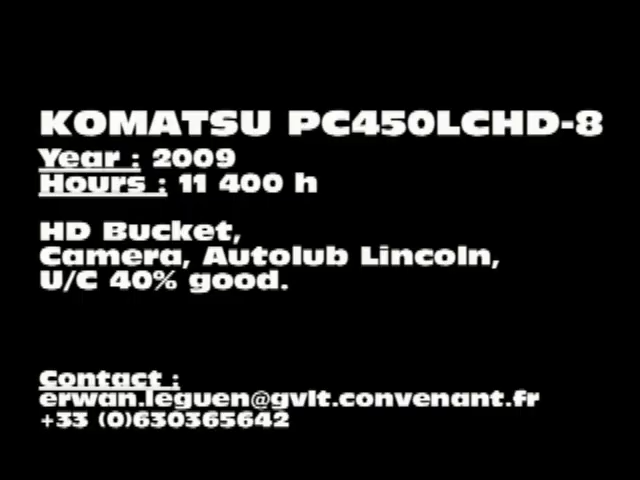 KOMATSU PC450LCHD-8
Year : 2009
Hours : 11 400 h
HD Bucket,
Camera, Autolub Lincoln,
U/C 40% good.
Contact :
erwan.leguen@gvlt.convenant.fr
+33 (0)630365642